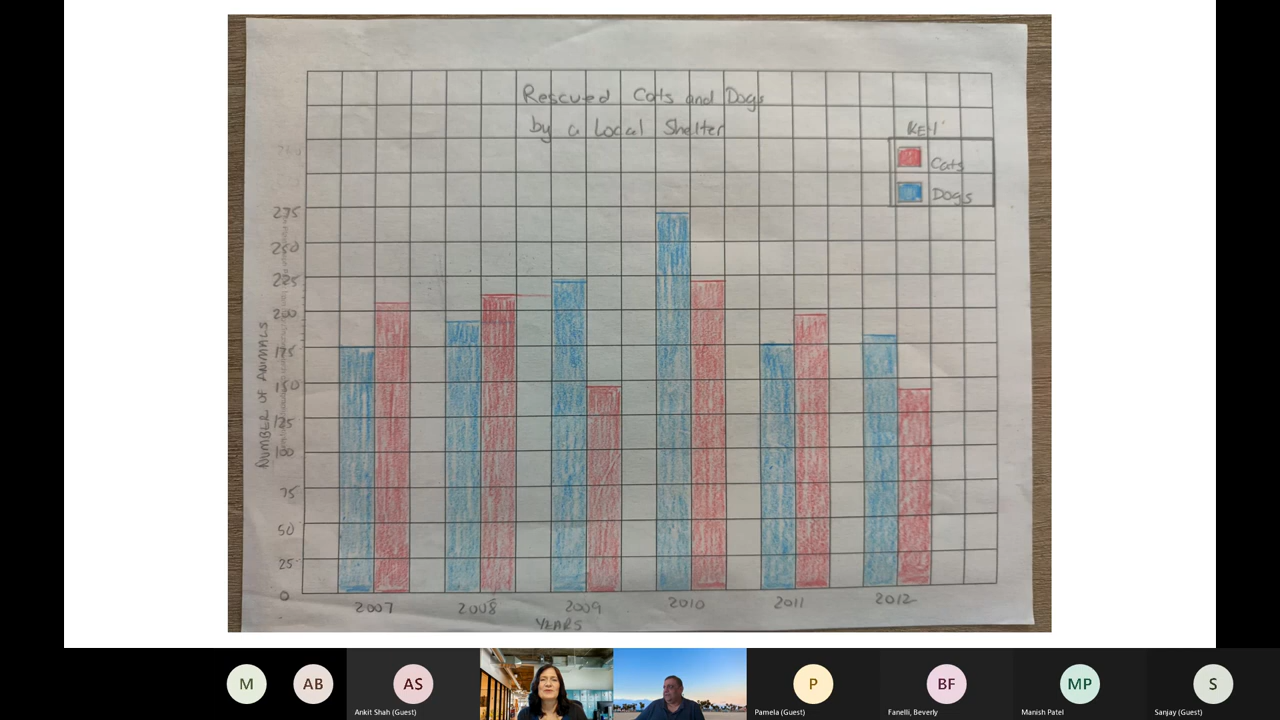 Rescued Cats and Dogs
by a Local Shelter
KEY
Cats
Dogs
275
250
225
200
175
150
125
100
75
50
25
0
NUMBER OF ANIMALS
2007 2008 2009 2010 2011 2012
YEARS
M
AB
AS
Ankit Shah (Guest)
P
Pamela (Guest)
BF
Fanelli, Beverly
MP
Manish Patel
S
Sanjay (Guest)